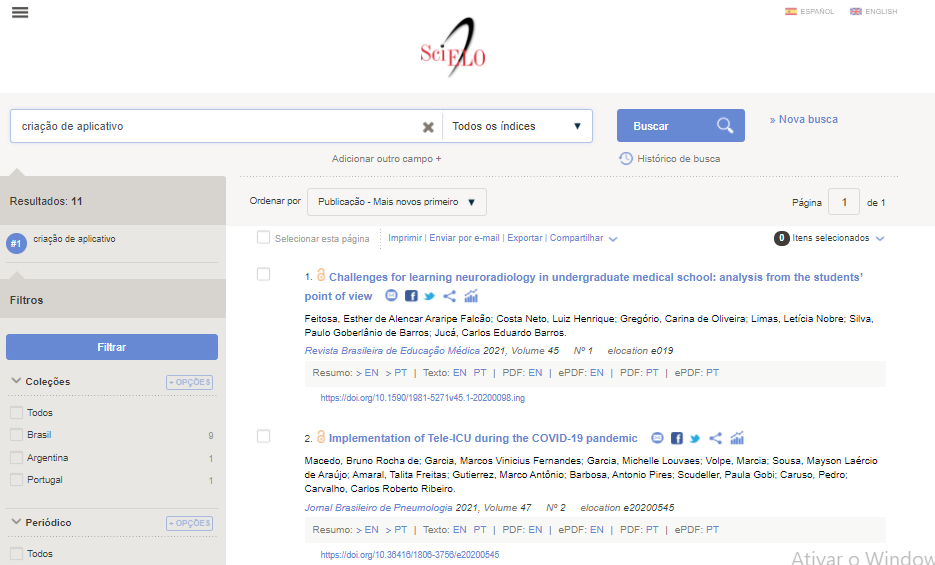 ESPAÑOL ENGLISH
SciELO
criação de aplicativo Todos os índices Buscar » Nova busca
Adicionar outro campo + Histórico de busca
Resultados: 11
Ordenar por Publicação - Mais novos primeiro Página 1 de 1
#1 criação de aplicativo
Selecionar esta página Imprimir | Enviar por e-mail | Exportar | Compartilhar 0 Itens selecionados
Filtros
Filtrar
Coleções + OPÇÕES
Todos
Brasil 9
Argentina 1
Portugal 1
Periódico + OPÇÕES
Todos
1. Challenges for learning neuroradiology in undergraduate medical school: analysis from the students'
point of view
Feitosa, Esther de Alencar Araripe Falcão; Costa Neto, Luiz Henrique; Gregório, Carina de Oliveira; Limas, Letícia Nobre; Silva,
Paulo Goberlânio de Barros; Jucá, Carlos Eduardo Barros.
Revista Brasileira de Educação Médica 2021, Volume 45 Nº 1 elocation e019
Resumo: > EN > PT | Texto: EN PT | PDF: EN | ePDF: EN | PDF: PT | ePDF: PT
https://doi.org/10.1590/1981-5271v45.1-20200098.ing
2. Implementation of Tele-ICU during the COVID-19 pandemic
Macedo, Bruno Rocha de; Garcia, Marcos Vinicius Fernandes; Garcia, Michelle Louvaes; Volpe, Marcia; Sousa, Mayson Laércio
de Araújo; Amaral, Talita Freitas; Gutierrez, Marco Antônio; Barbosa, Antonio Pires; Scudeller, Paula Gobi; Caruso, Pedro;
Carvalho, Carlos Roberto Ribeiro.
Jornal Brasileiro de Pneumologia 2021, Volume 47 Nº 2 elocation e20200545
Resumo: > EN > PT | Texto: EN PT | PDF: EN | ePDF: EN | PDF: PT | ePDF: PT
https://doi.org/10.36416/1806-3756/e20200545
Ativar o Window